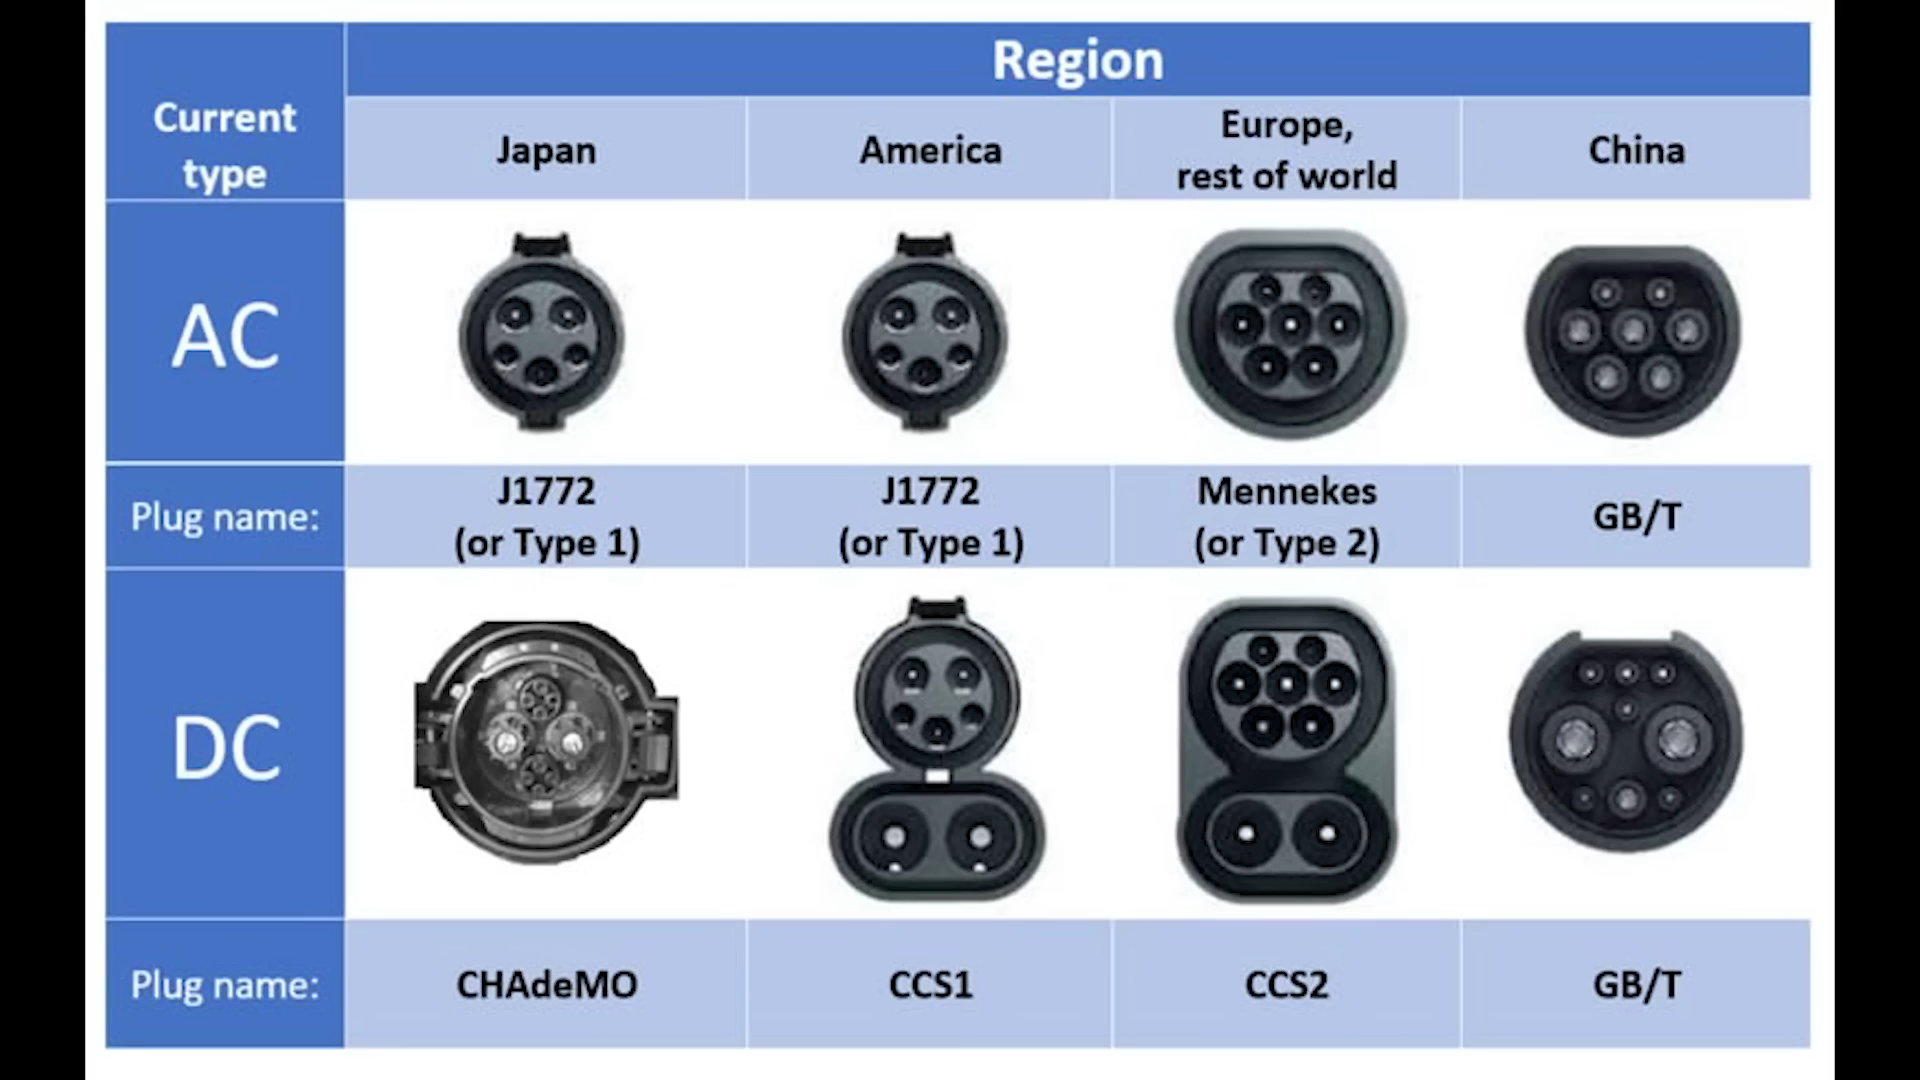 Region
Current
type
Japan
America
Europe,
rest of world
China
AC
Plug name:
J1772
(or Type 1)
J1772
(or Type 1)
Mennekes
(or Type 2)
GB/T
DC
Plug name:
CHAdeMO
CCS1
CCS2
GB/T